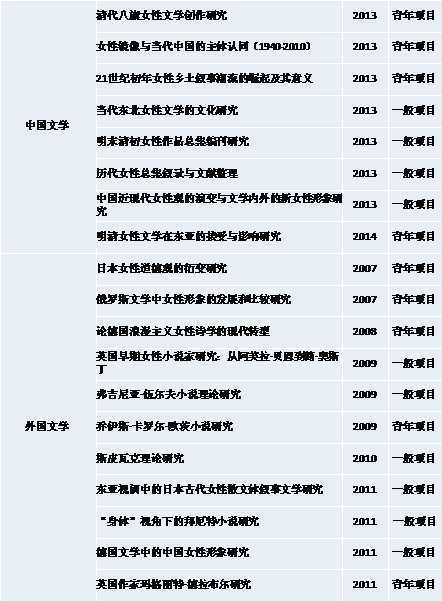 清代八旗女性文学创作研究 2013 青年项目
女性镜像与当代中国的主体认同（1940-2010） 2013 青年项目
21世纪初年女性乡土叙事潮流的崛起及其意义 2013 青年项目
当代东北女性文学的文化研究 2013 一般项目
中国文学
明末清初女性作品总集编刊研究 2013 一般项目
历代女性总集叙录与文献整理 2013 一般项目
中国近现代女性观的演变与文学内外的新女性形象研
究 2013 一般项目
明清女性文学在东亚的接受与影响研究 2014 青年项目
日本女性道德观的衍变研究 2007 青年项目
俄罗斯文学中女性形象的发展和比较研究 2007 青年项目
论德国浪漫主义女性诗学的现代转型 2008 青年项目
英国早期女性小说家研究：从阿芙拉·贝恩到简·奥斯
丁 2009 一般项目
弗吉尼亚·伍尔夫小说理论研究 2009 一般项目
外国文学
乔伊斯·卡罗尔·欧茨小说研究 2009 青年项目
斯皮瓦克理论研究 2010 一般项目
东亚视阈中的日本古代女性散文体叙事文学研究 2011 一般项目
“身体”视角下的拜厄特小说研究 2011 一般项目
德国文学中的中国女性形象研究 2011 一般项目
英国作家玛格丽特·德拉布尔研究 2011 青年项目